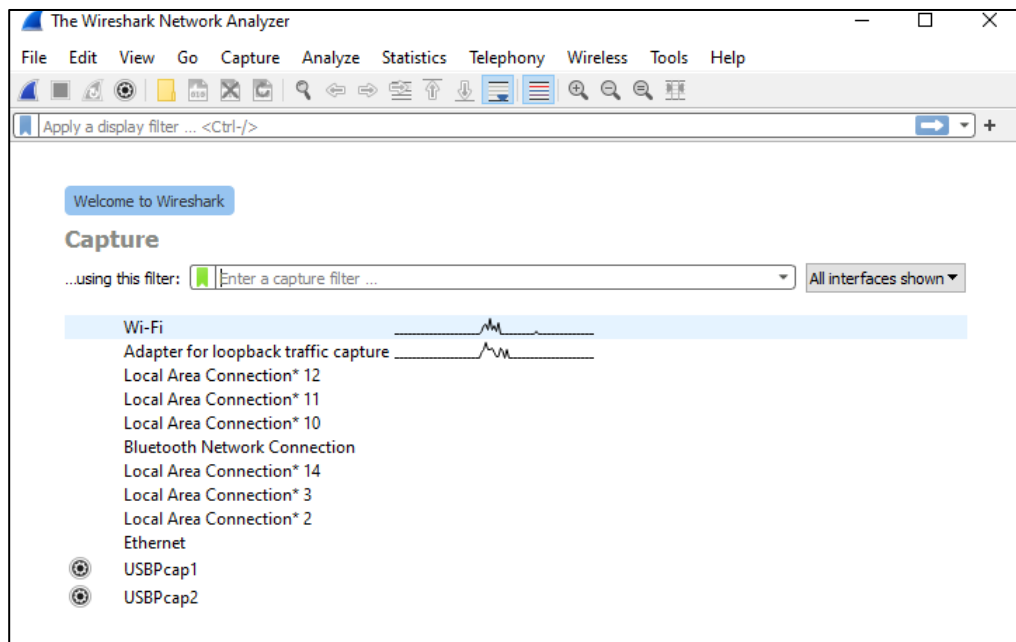 The Wireshark Network Analyzer
File Edit View Go Capture Analyze Statistics Telephony Wireless Tools Help
Apply a display filter ... <Ctrl-/>
Welcome to Wireshark
Capture
...using this filter: Enter a capture filter ... All interfaces shown
Wi-Fi
Adapter for loopback traffic capture
Local Area Connection* 12
Local Area Connection* 11
Local Area Connection* 10
Bluetooth Network Connection
Local Area Connection* 14
Local Area Connection* 3
Local Area Connection* 2
Ethernet
USBPcap1
USBPcap2